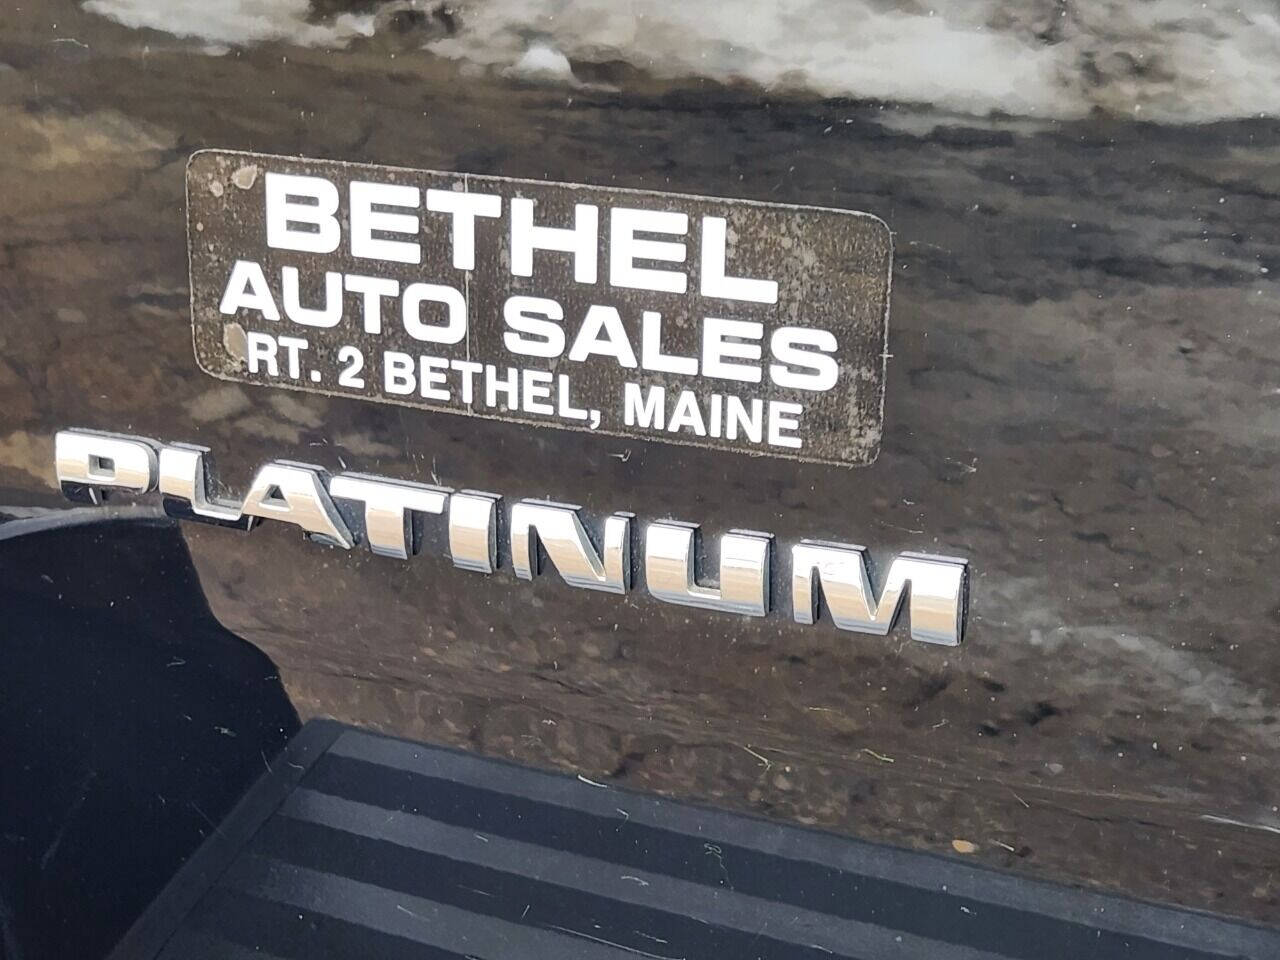 BETHEL
AUTO SALES
RT. 2 BETHEL, MAINE
PLATINUM